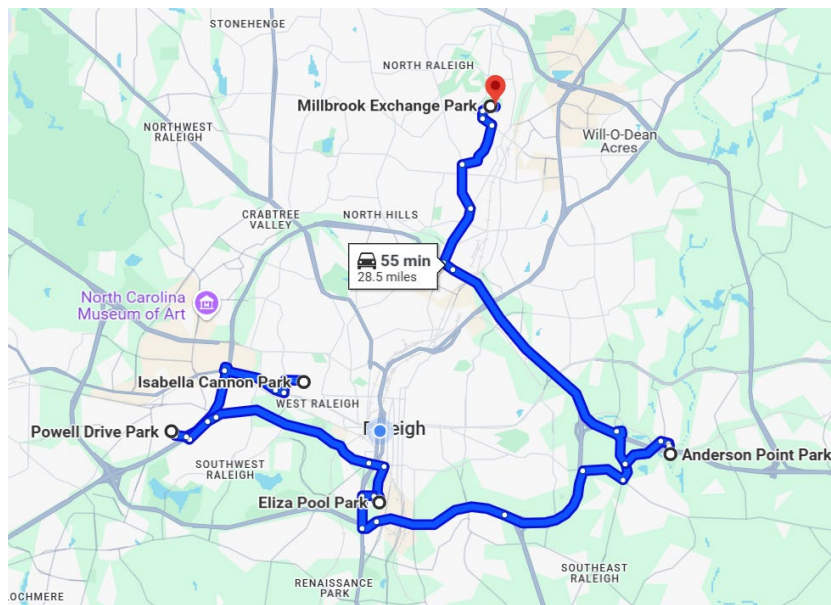 STONEHENGE
NORTH RALEIGH
Millbrook Exchange Park
NORTHWEST
RALEIGH
Will-O-Dean
Acres
CRABTREE
VALLEY
NORTH HILLS
55 min
28.5 miles
North Carolina
Museum of Art
Isabella Cannon Park
WEST RALEIGH
Powell Drive Park
eigh
Anderson Point Park
SOUTHWEST
RALEIGH
Eliza Pool Park
SOUTHEAST
RALEIGH
RENAISSANCE
PARK
OCHMERE